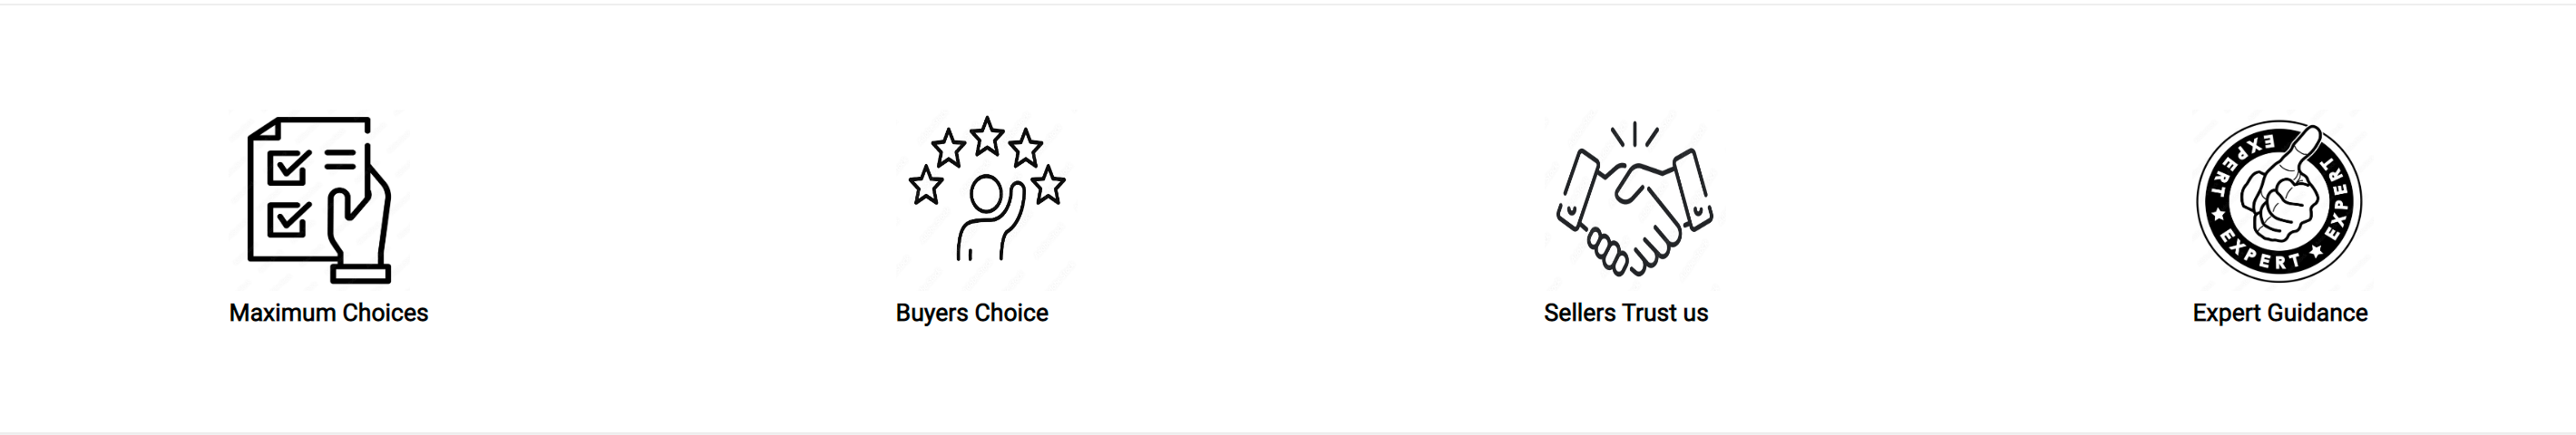 EXPERT EXPERT EXPERT
Maximum Choices
Buyers Choice
Sellers Trust us
Expert Guidance